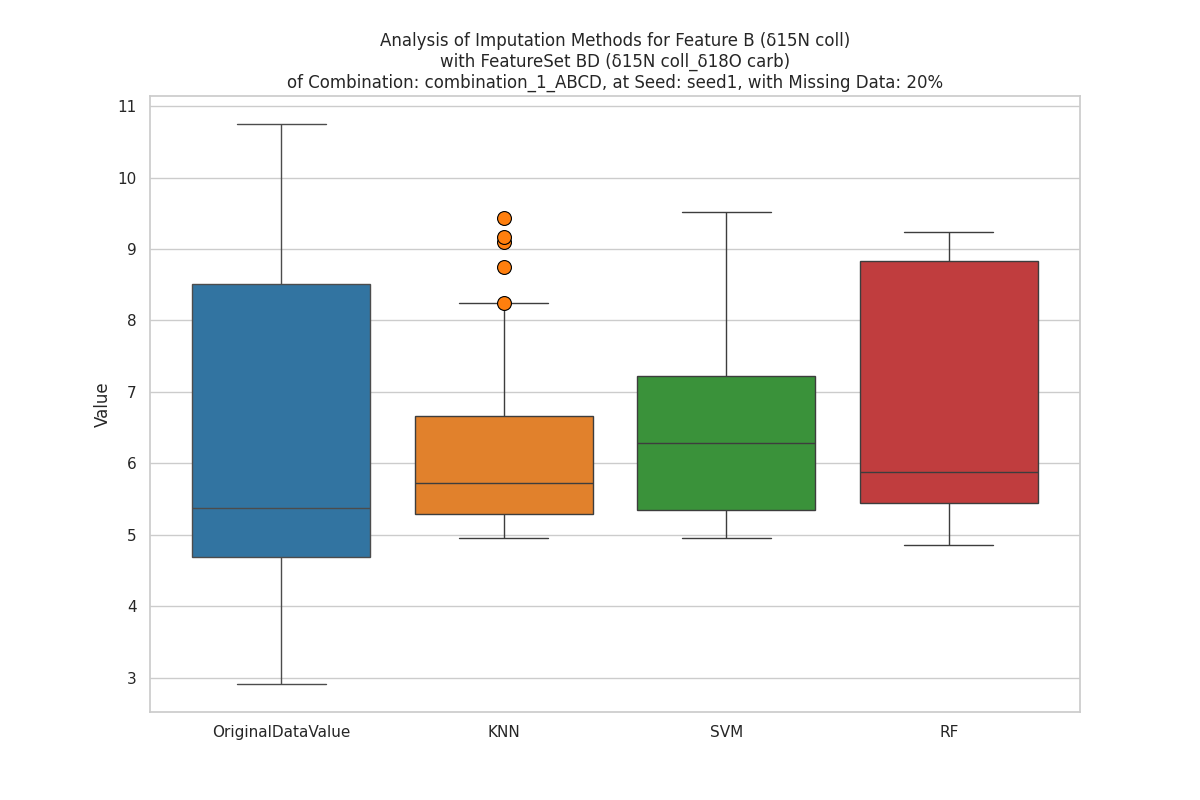 Analysis of Imputation Methods for Feature B (δ15N coll)
with FeatureSet BD (δ15N coll_δ18O carb)
of Combination: combination_1_ABCD, at Seed: seed1, with Missing Data: 20%
11
10
9
8
7
6
5
4
3
Value
OriginalDataValue
KNN
SVM
RF